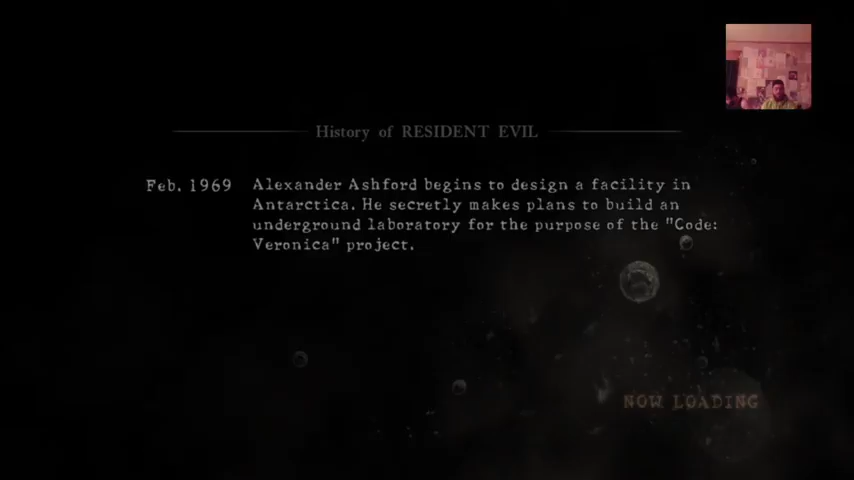 History of RESIDENT EVIL
Feb. 1969 Alexander Ashford begins to design a facility in
Antarctica. He secretly makes plans to build an
underground laboratory for the purpose of the "Code:
Veronica" project.
NOW LOADING